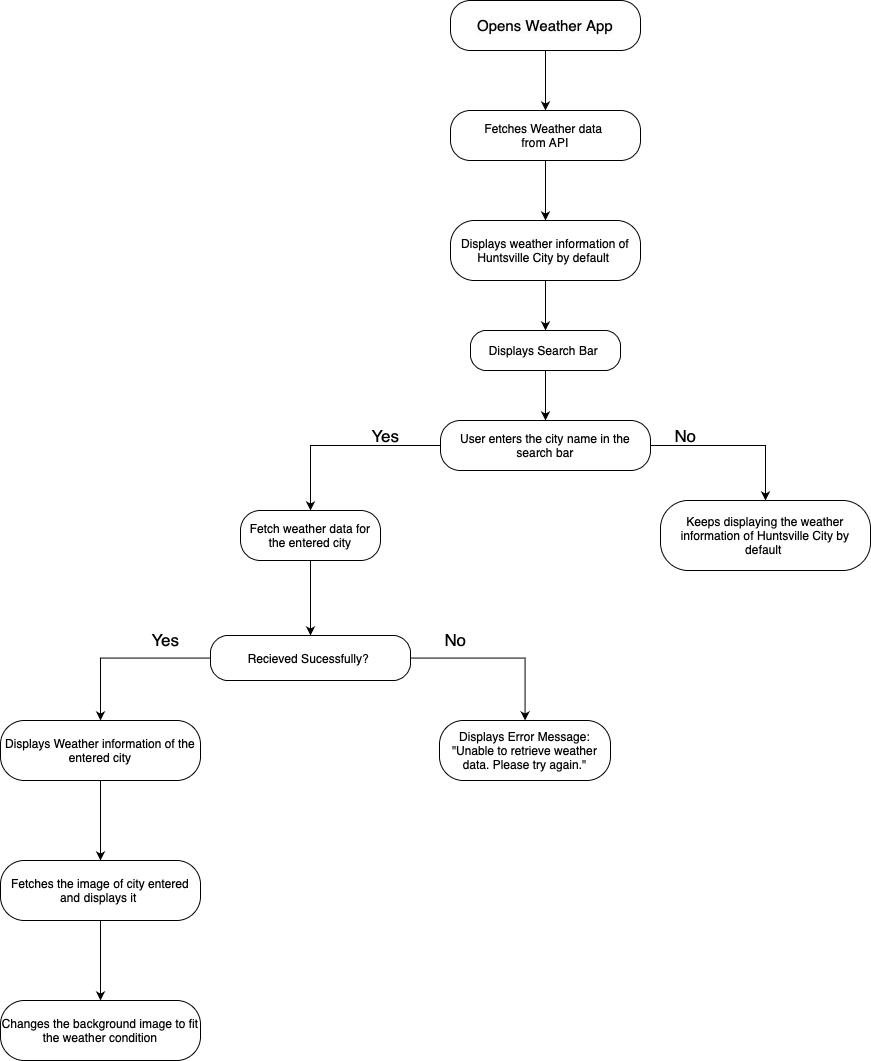 Opens Weather App
Fetches Weather data
from API
Displays weather information of
Huntsville City by default
Displays Search Bar
User enters the city name in the
search bar
Yes
No
Fetch weather data for
the entered city
Keeps displaying the weather
information of Huntsville City by
default
Recieved Sucessfully?
Yes
No
Displays Weather information of the
entered city
Displays Error Message:
"Unable to retrieve weather
data. Please try again."
Fetches the image of city entered
and displays it
Changes the background image to fit
the weather condition